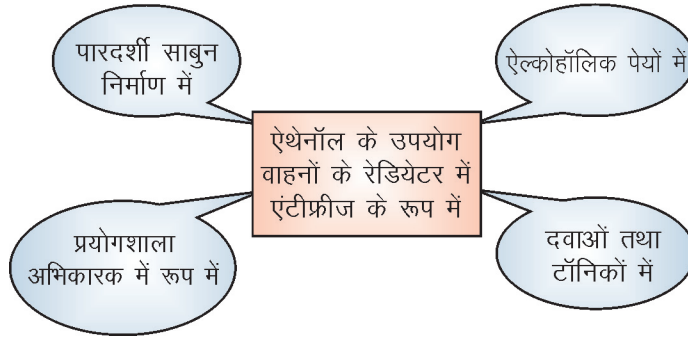 पारदर्शी साबुन
निर्माण में
ऐल्कोहॉलिक पेयों में
ऐथेनॉल के उपयोग
वाहनों के रेडियेटर में
एंटीफ्रीज के रूप में
प्रयोगशाला
अभिकारक में रूप में
दवाओं तथा
टॉनिकों में